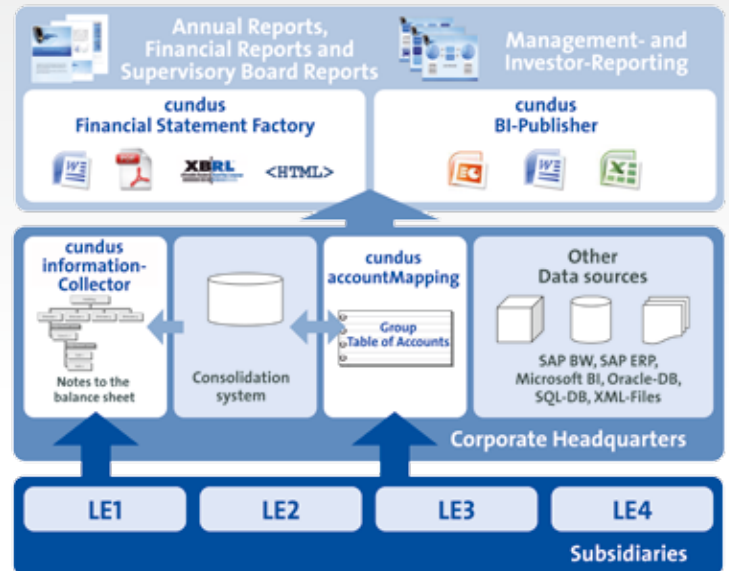 Annual Reports,
Financial Reports and
Supervisory Board Reports
Management- and
Investor-Reporting
cundus
Financial Statement Factory
PDF
XBRL
<HTML>
cundus
BI-Publisher
cundus
information-
Collector
Notes to the
balance sheet
Consolidation
system
cundus
accountMapping
Group
Table of Accounts
Other
Data sources
SAP BW, SAP ERP,
Microsoft BI, Oracle-DB,
SQL-DB, XML-Files
Corporate Headquarters
LE1
LE2
LE3
LE4
Subsidiaries